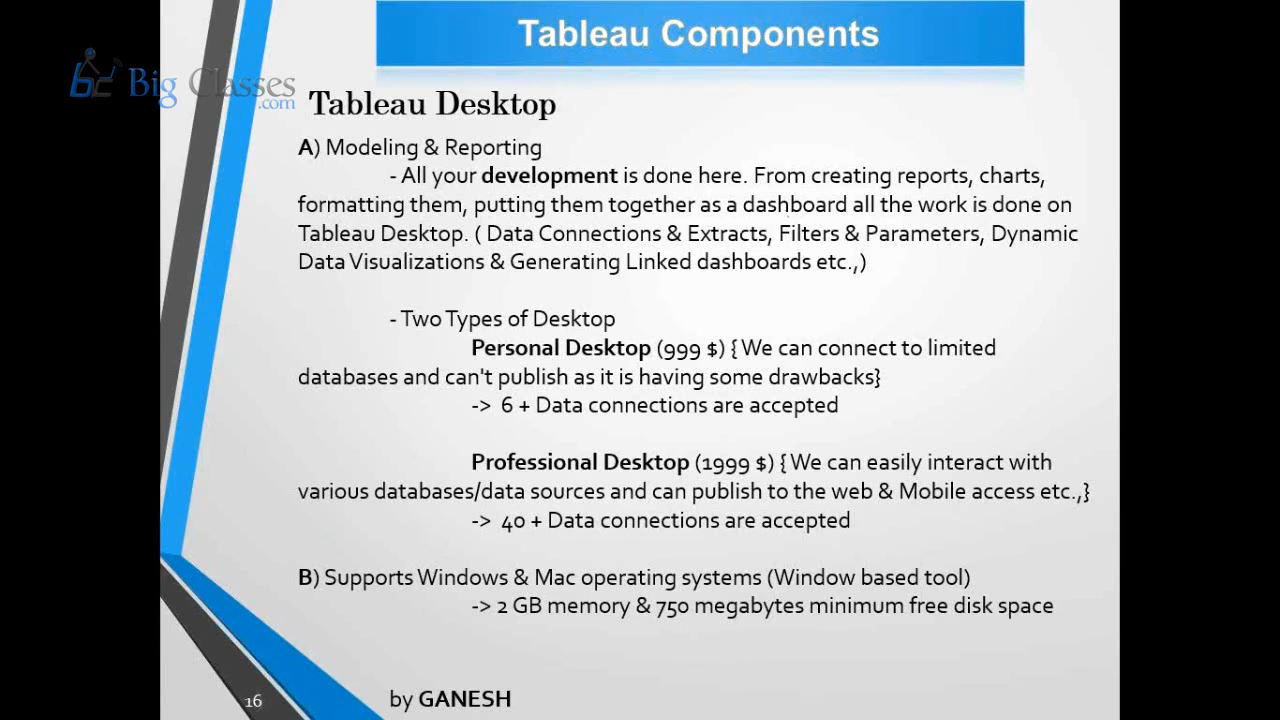 Tableau Components
Big Classes
.com
Tableau Desktop
A) Modeling & Reporting
- All your development is done here. From creating reports, charts,
formatting them, putting them together as a dashboard all the work is done on
Tableau Desktop. ( Data Connections & Extracts, Filters & Parameters, Dynamic
Data Visualizations & Generating Linked dashboards etc.,)
- Two Types of Desktop
Personal Desktop (999 $) { We can connect to limited
databases and can't publish as it is having some drawbacks}
-> 6 + Data connections are accepted
Professional Desktop (1999 $) { We can easily interact with
various databases/data sources and can publish to the web & Mobile access etc.,}
-> 40 + Data connections are accepted
B) Supports Windows & Mac operating systems (Window based tool)
-> 2 GB memory & 750 megabytes minimum free disk space
16
by GANESH